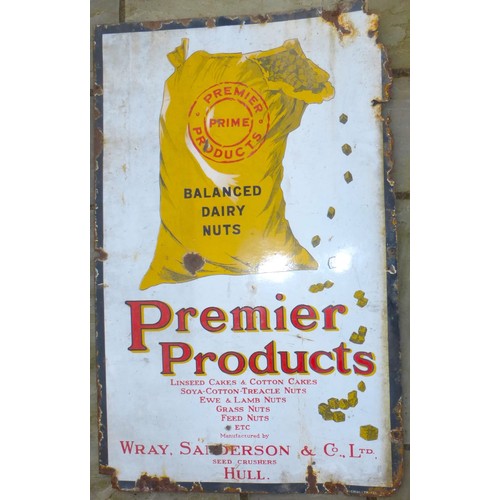 PREMIER
PRIME
PRODUCTS
BALANCED
DAIRY
NUTS
Premier
Products
LINSEED CAKES & COTTON CAKES
SOYA-COTTON-TREACLE NUTS
EWE & LAMB NUTS
GRASS NUTS
FEED NUTS
ETC
Manufactured by
WRAY, SANDERSON & CO., LTD.
SEED CRUSHERS
HULL.